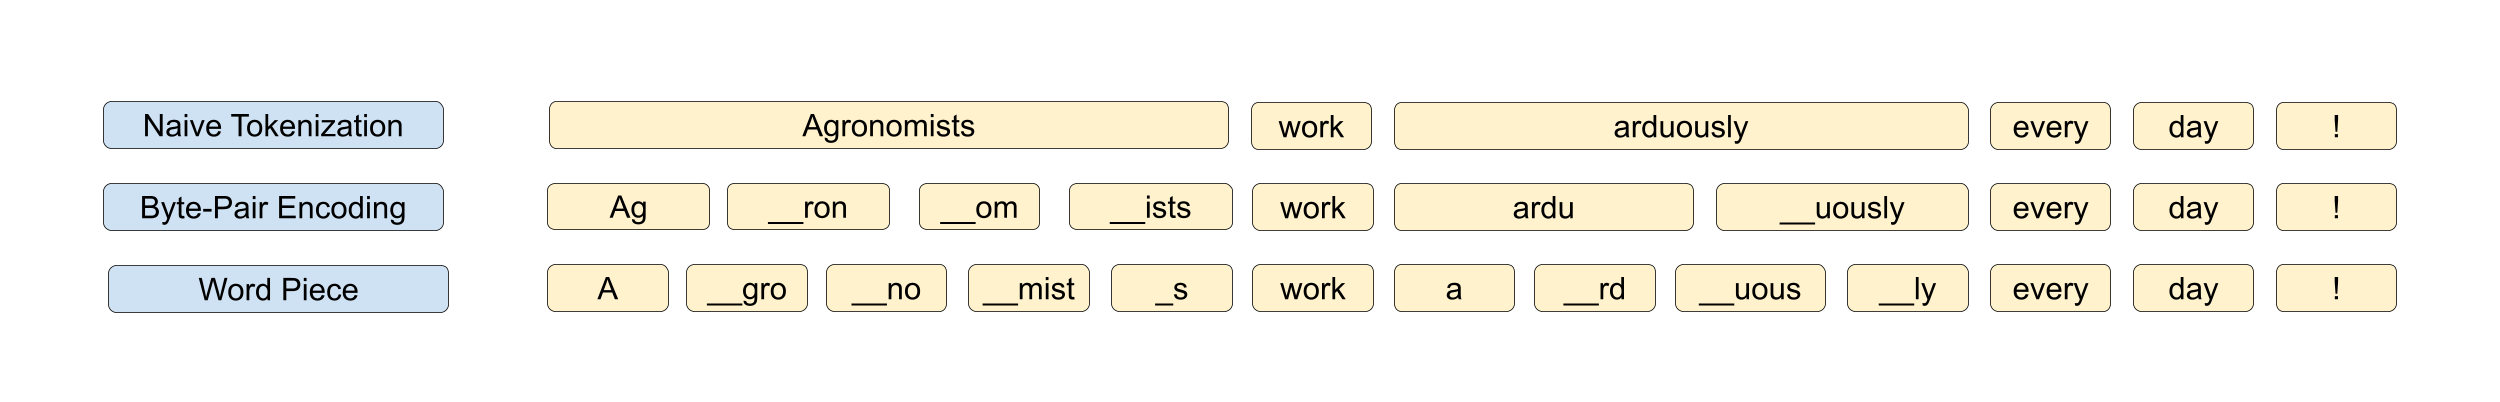 Naive Tokenization Agronomists work arduously every day !
Byte-Pair Encoding Ag __ron __om __ists work ardu __uously every day !
Word Piece A __gro __no __mist _s work a __rd __uous __ly every day !